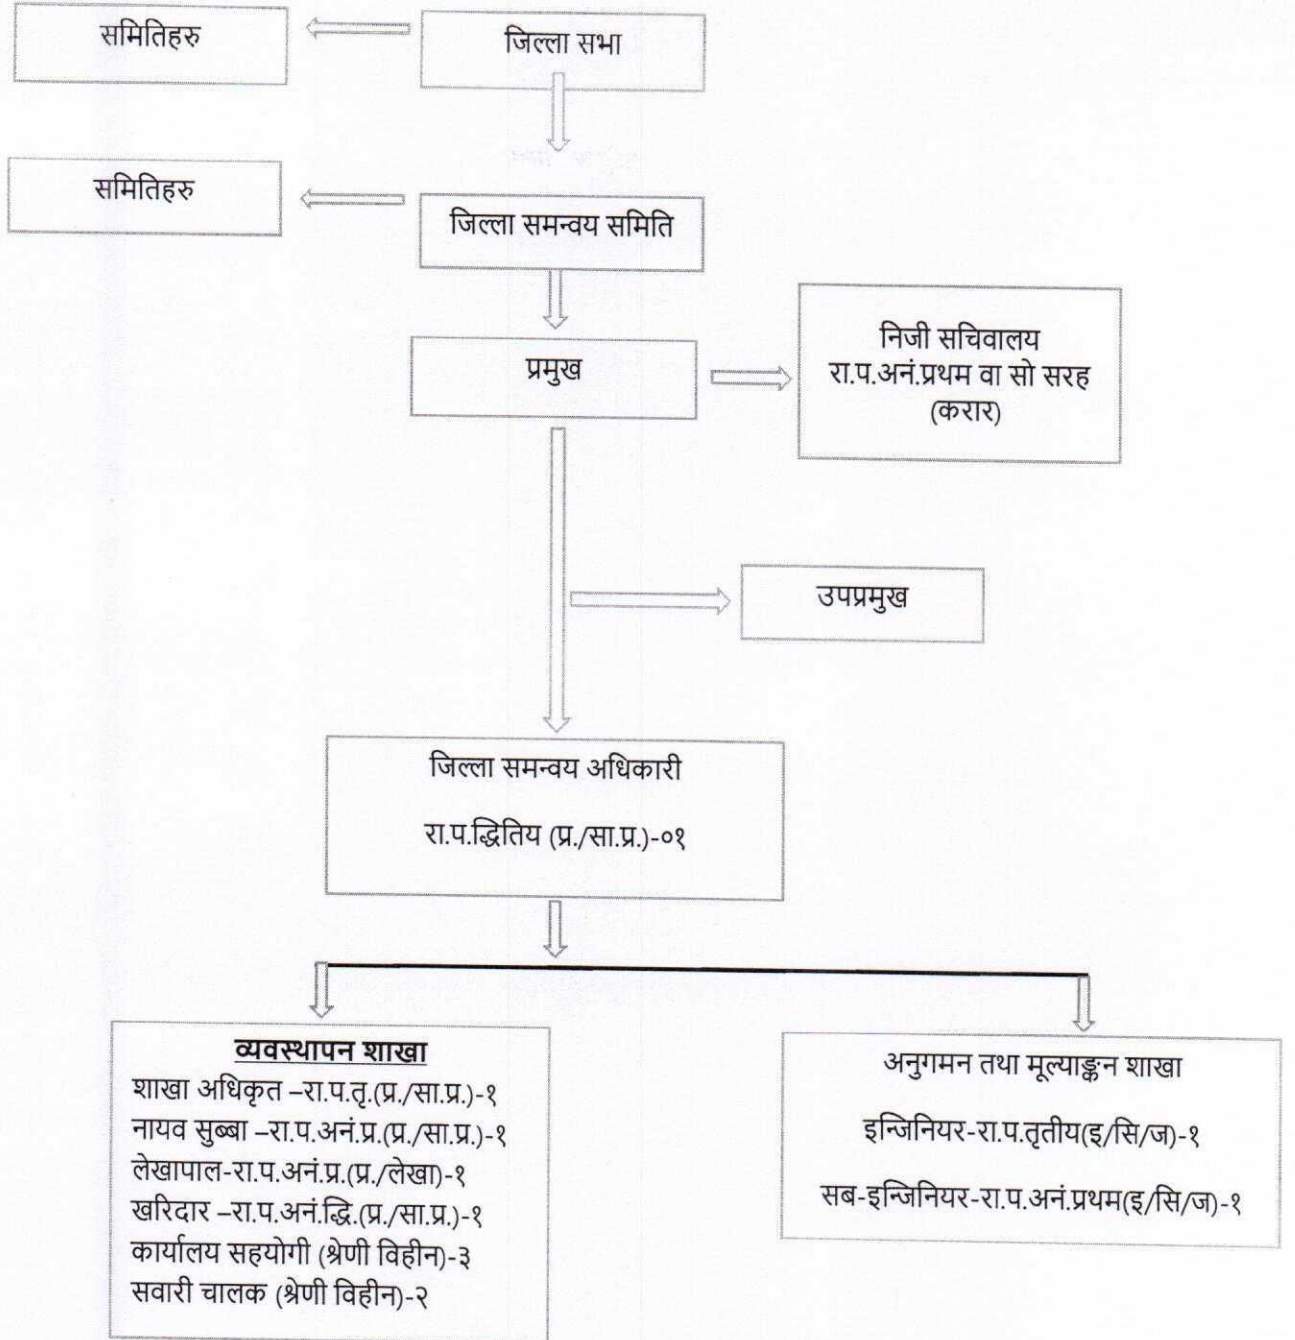 समितिहरु
जिल्ला सभा
समितिहरु
जिल्ला समन्वय समिति
प्रमुख
निजी सचिवालय
रा.प.अनं.प्रथम वा सो सरह
(करार)
उपप्रमुख
जिल्ला समन्वय अधिकारी
रा.प.द्धितिय (प्र./सा.प्र.)-०१
व्यवस्थापन शाखा
शाखा अधिकृत –रा.प.तृ.(प्र./सा.प्र.)-१
नायव सुब्बा –रा.प.अनं.प्र.(प्र./सा.प्र.)-१
लेखापाल-रा.प.अनं.प्र.(प्र./लेखा)-१
खरिदार –रा.प.अनं.द्धि.(प्र./सा.प्र.)-१
कार्यालय सहयोगी (श्रेणी विहीन)-३
सवारी चालक (श्रेणी विहीन)-२
अनुगमन तथा मूल्याङ्कन शाखा
इन्जिनियर-रा.प.तृतीय(इ/सि/ज)-१
सब-इन्जिनियर-रा.प.अनं.प्रथम(इ/सि/ज)-१